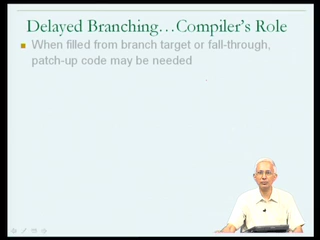 Delayed Branching…Compiler's Role
When filled from branch target or fall-through,
patch-up code may be needed